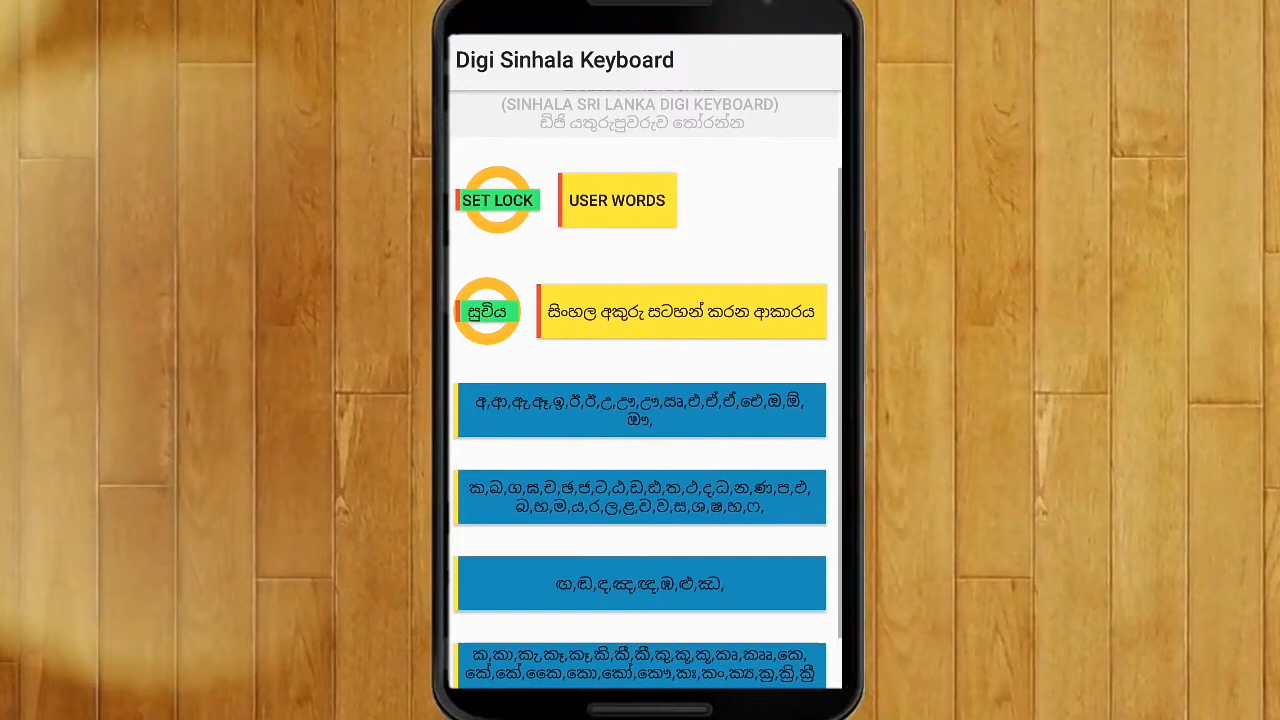 Digi Sinhala Keyboard
(SINHALA SRI LANKA DIGI KEYBOARD)
ඩිජි යතුරුපුවරුව තෝරන්න
SET LOCK
USER WORDS
සුචිය
සිංහල අකුරු සටහන් කරන ආකාරය
අ,ආ,ඇ,ඈ,ඉ,ඊ,ඊ,උ,ඌ,ඌ,ඍ,එ,ඒ,ඒ,ඓ,ඔ,ඕ,
ඖ,
ක,ඛ,ග,ඝ,ච,ඡ,ජ,ට,ඨ,ඩ,ඪ,ත,ථ,ද,ධ,න,ණ,ප,ඵ,
බ,භ,ම,ය,ර,ල,ළ,ව,ව,ස,ශ,ෂ,හ,ෆ,
ඟ,ඬ,ඳ,ඤ,ඥ,ඹ,ළු,ඣ,
ක,කා,කැ,කෑ,කෑ,කි,කී,කී,කු,කූ,කූ,කෘ,කෲ,කෙ,
කේ,කේ,කෛ,කො,කෝ,කෞ,කඃ,කං,ක්‍ය,ක්‍ර,ක්‍රි,ක්‍රී